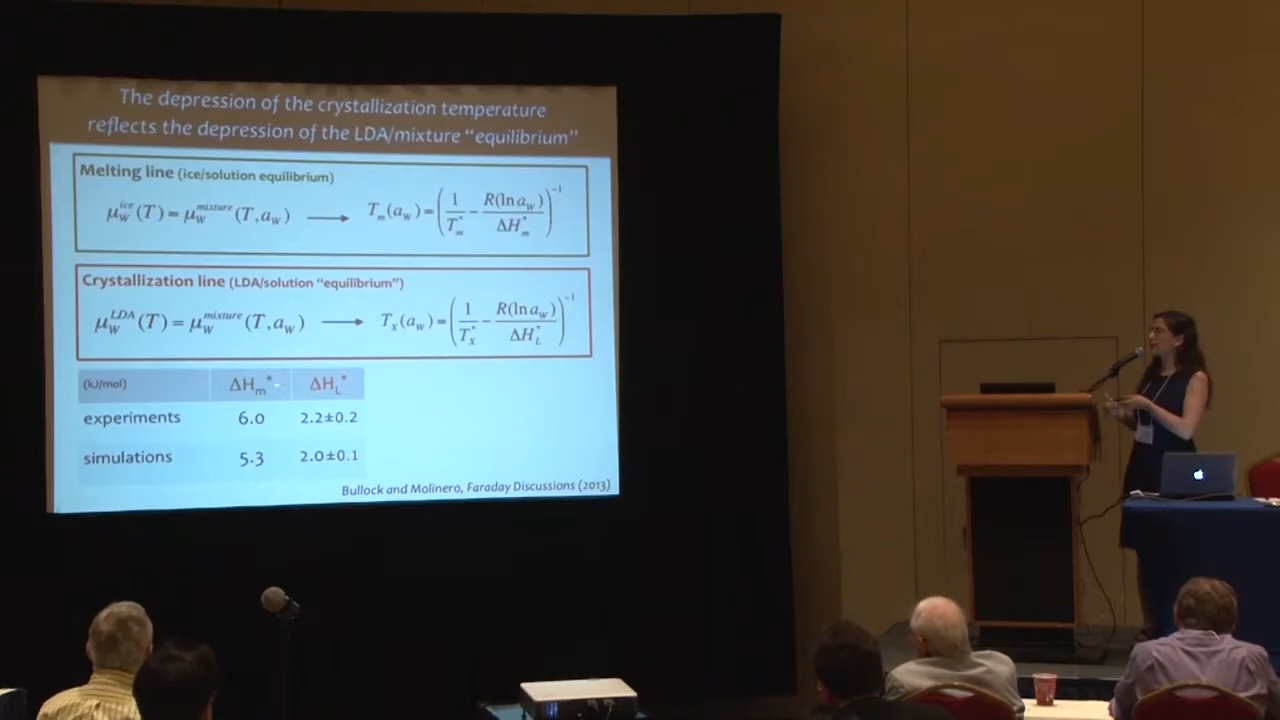 The depression of the crystallization temperature
reflects the depression of the LDA/mixture “equilibrium”
Melting line (ice/solution equilibrium)
μ_W^ice (T) = μ_W^mixture (T, a_W) ⟶ T_m(a_W) = (1/T_m^* − R(ln a_W)/ΔH_m^*)^−1
Crystallization line (LDA/solution “equilibrium”)
μ_W^LDA (T) = μ_W^mixture (T, a_W) ⟶ T_X(a_W) = (1/T_X^* − R(ln a_W)/ΔH_L^*)^−1
(kJ/mol) ΔH_m^* ΔH_L^*
experiments 6.0 2.2±0.2
simulations 5.3 2.0±0.1
Bullock and Molinero, Faraday Discussions (2013)